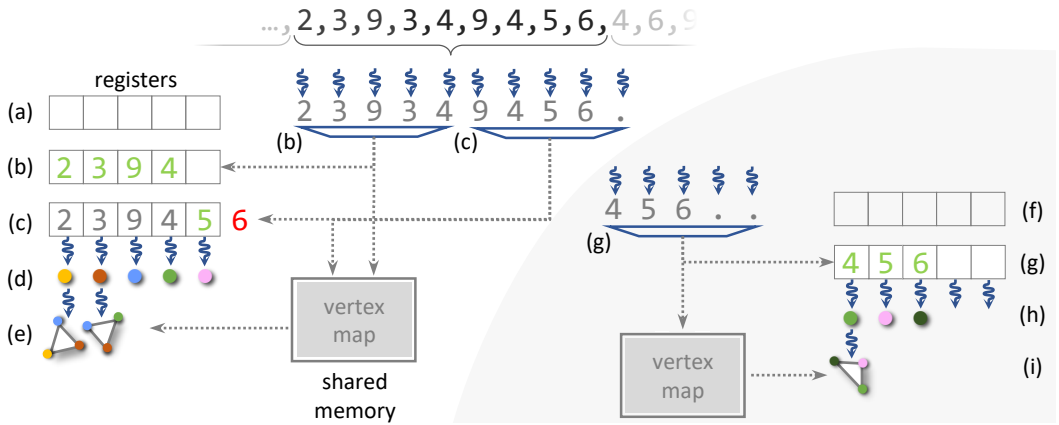 …,2,3,9,3,4,9,4,5,6,4,6,9
registers
(a)
2 3 9 3 4 9 4 5 6 .
(b)
(c)
(b)
2 3 9 4
(c)
2 3 9 4 5 6
4 5 6 . .
(f)
(g)
(g)
4 5 6
(d)
(h)
(e)
vertex
map
shared
memory
vertex
map
(i)